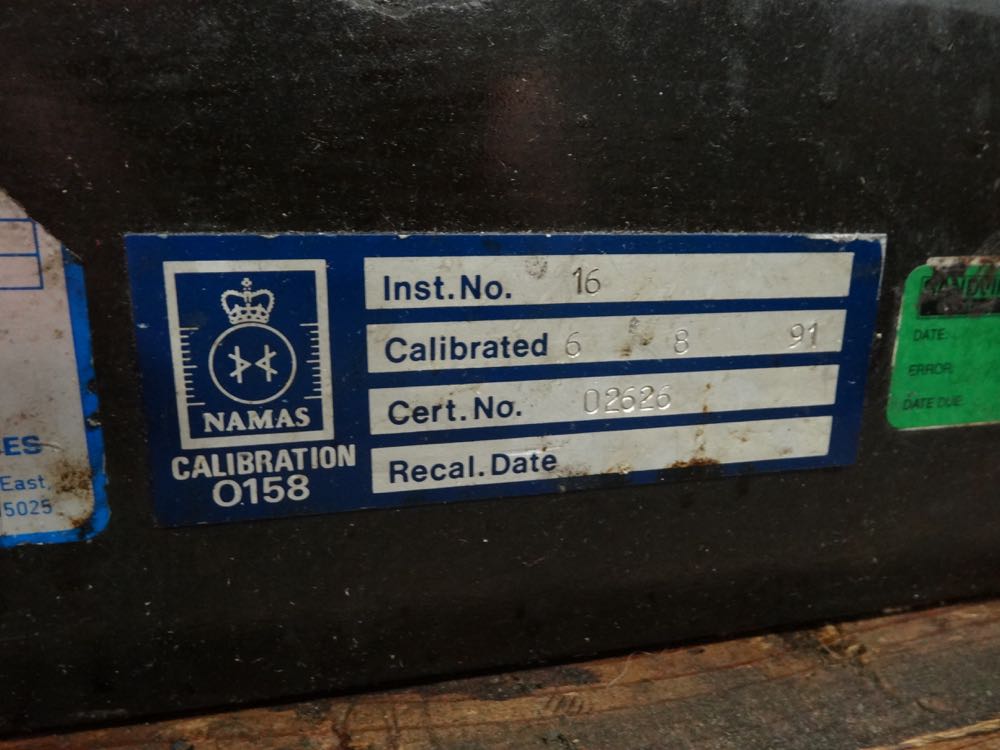 ES
East,
5025
NAMAS
CALIBRATION
0158
Inst.No. 16
Calibrated 6 8 91
Cert.No. 02626
Recal.Date
DATE:
ERROR:
DATE DUE: